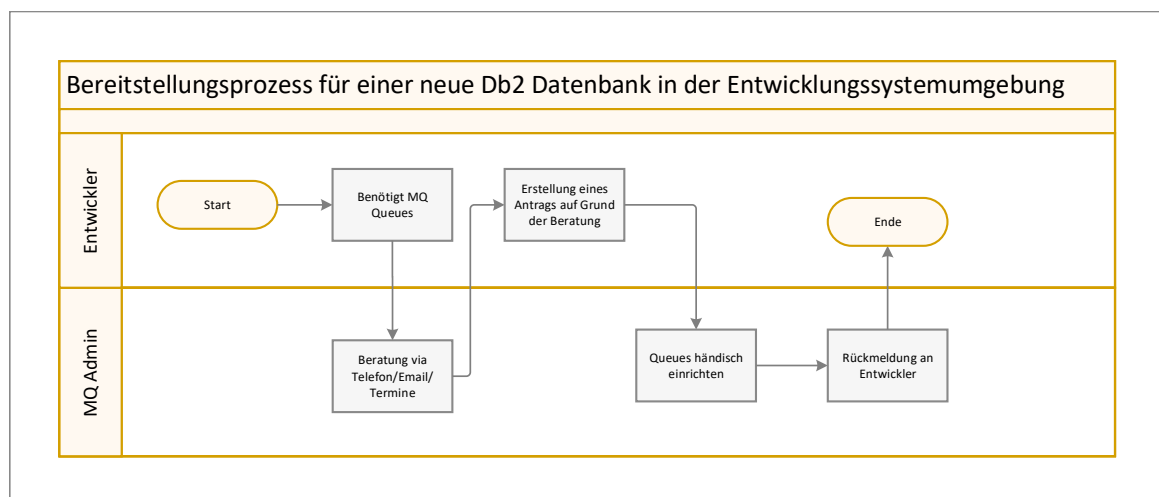 Bereitstellungsprozess für einer neue Db2 Datenbank in der Entwicklungssystemumgebung
Entwickler
Start
Benötigt MQ
Queues
Erstellung eines
Antrags auf Grund
der Beratung
Ende
MQ Admin
Beratung via
Telefon/Email/
Termine
Queues händisch
einrichten
Rückmeldung an
Entwickler